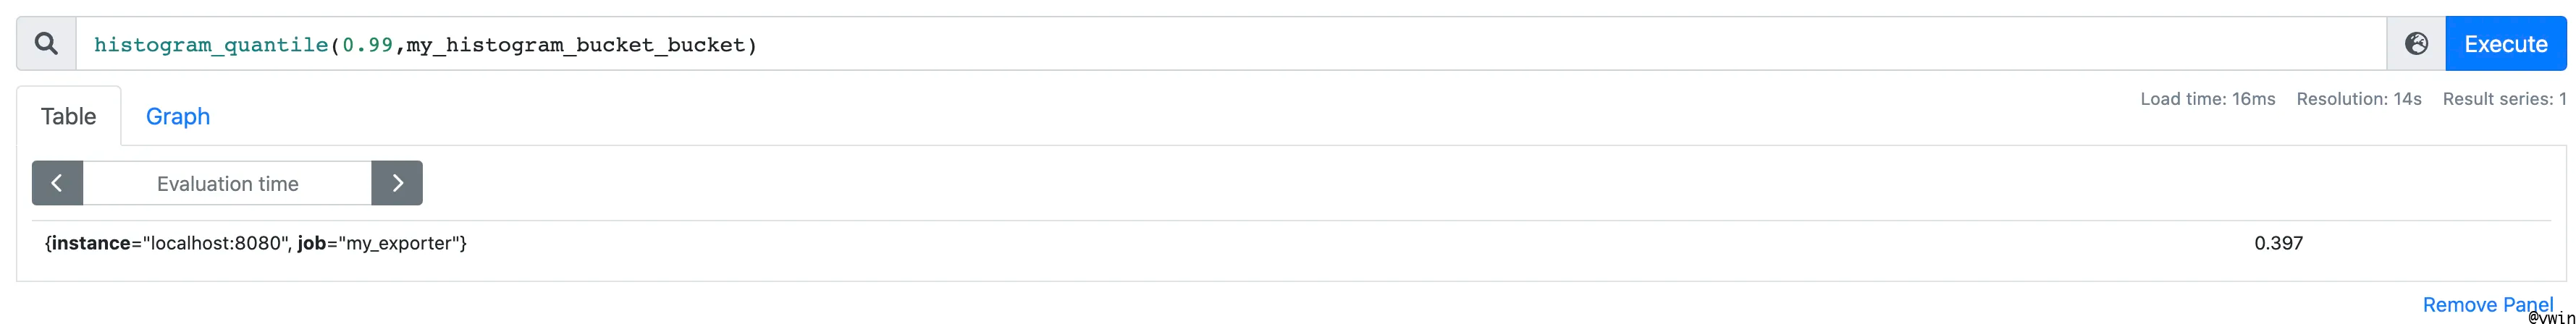 histogram_quantile(0.99,my_histogram_bucket_bucket)
Execute
Table
Graph
Load time: 16ms Resolution: 14s Result series: 1
Evaluation time
{instance="localhost:8080", job="my_exporter"} 0.397
Remove Panel
@vwin